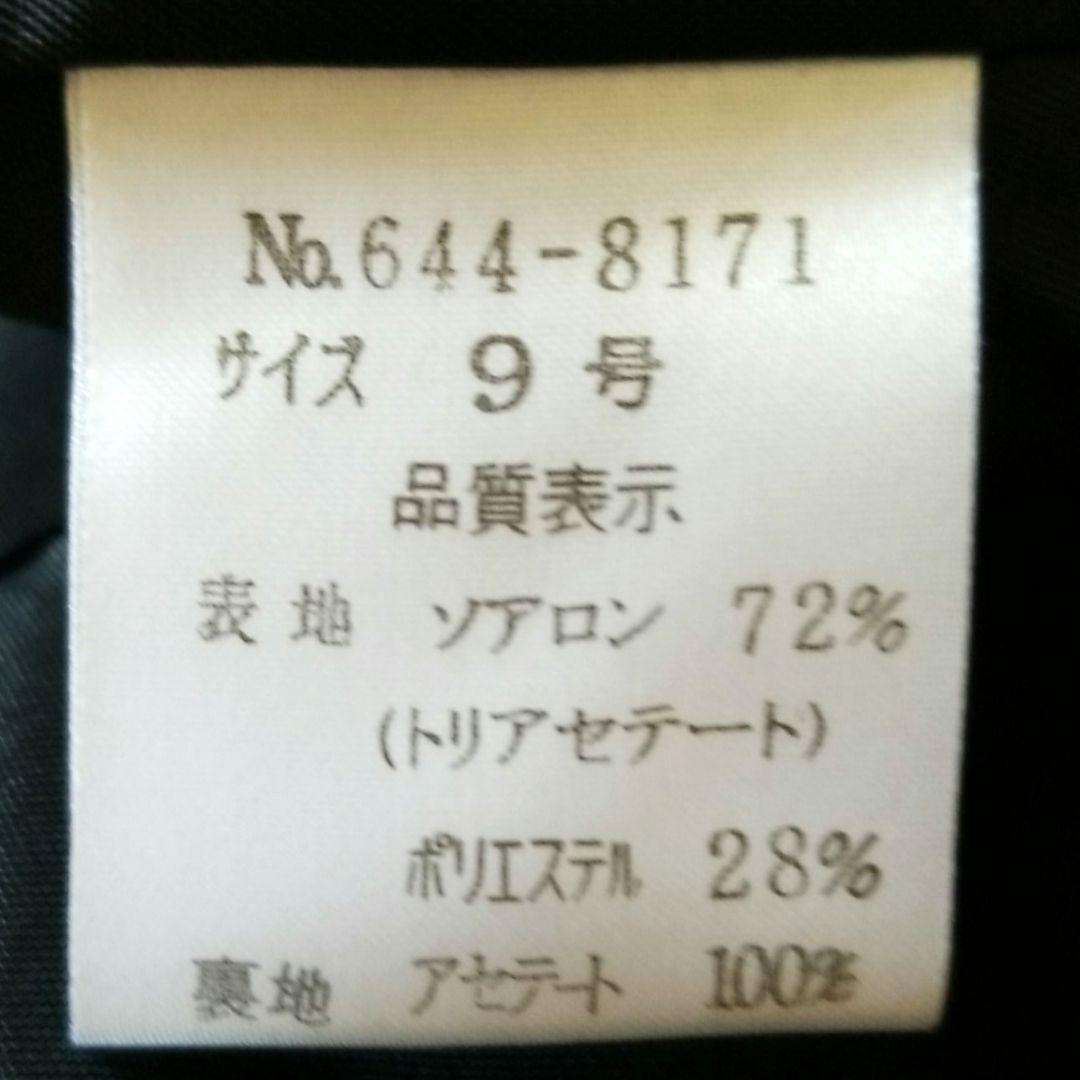 No.644-8171
サイズ 9号
品質表示
表地 ソアロン 72%
(トリアセテート)
ポリエステル 28%
裏地 アセテート 100%